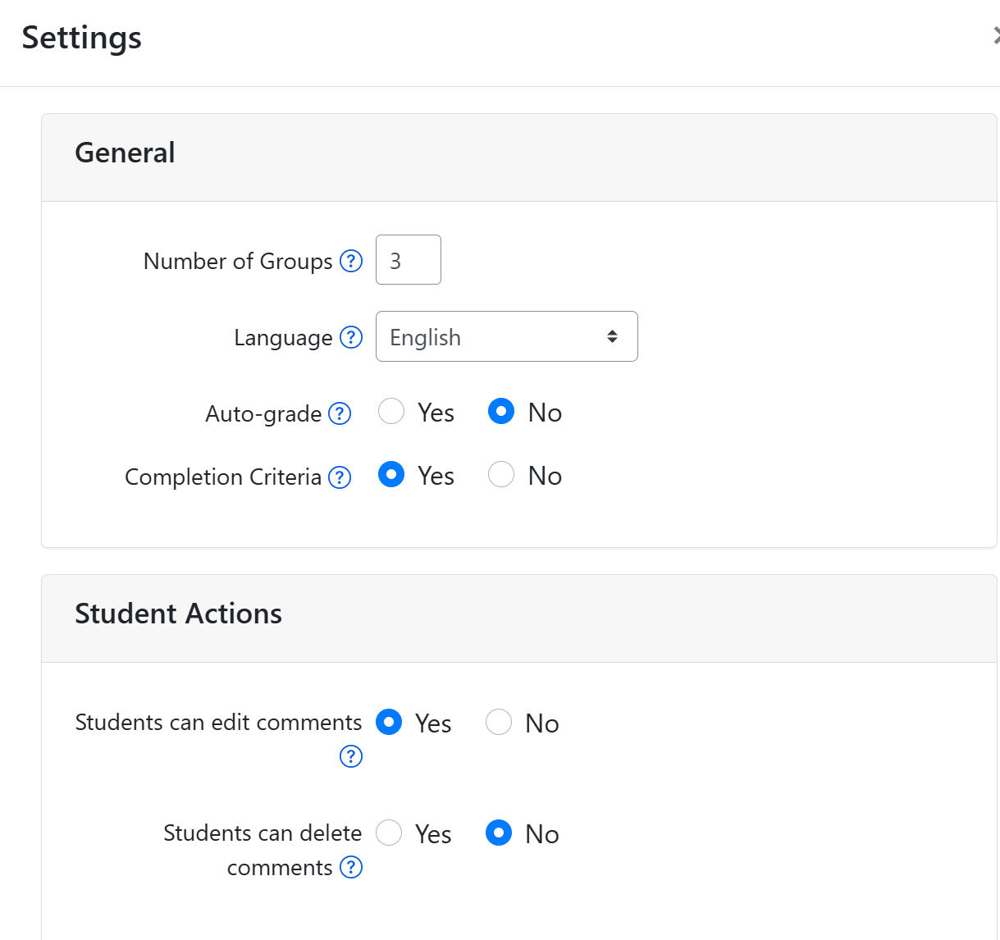 Settings
General
Number of Groups ? 3
Language ? English
Auto-grade ? Yes No
Completion Criteria ? Yes No
Student Actions
Students can edit comments Yes No
?
Students can delete Yes No
comments ?